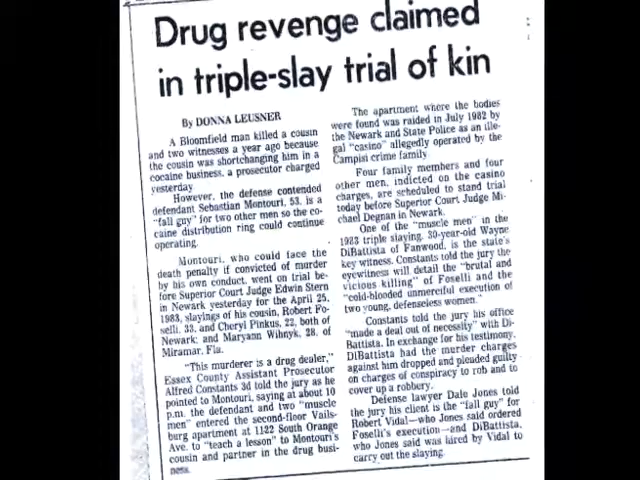 Drug revenge claimed
in triple-slay trial of kin
By DONNA LEUSNER
A Bloomfield man killed a cousin
and two witnesses a year ago because
the cousin was shortchanging him in a
cocaine business, a prosecutor charged
yesterday
However, the defense contended
defendant Sebastian Montouri, 53, is a
"fall guy" for two other men so the co-
caine distribution ring could continue
operating.
Montouri, who could face the
death penalty if convicted of murder
by his own conduct, went on trial be-
fore Superior Court Judge Edwin Stern
in Newark yesterday for the April 25,
1983, slayings of his cousin, Robert Fo-
selli, 33, and Cheryl Pinkus, 22, both of
Newark; and Maryann Wihnyk, 28, of
Miramar, Fla.
"This murderer is a drug dealer,"
Essex County Assistant Prosecutor
Alfred Constants 3d told the jury as he
pointed to Montouri, saying at about 10
p.m. the defendant and two "muscle
men" entered the second-floor Vails-
burg apartment at 1122 South Orange
Ave. to "teach a lesson" to Montouri's
cousin and partner in the drug busi-
ness.
The apartment where the bodies
were found was raided in July 1982 by
the Newark and State Police as an ille-
gal "casino" allegedly operated by the
Campisi crime family.
Four family members and four
other men, indicted on the casino
charges, are scheduled to stand trial
today before Superior Court Judge Mi-
chael Degnan in Newark.
One of the "muscle men" in the
1983 triple slaying, 30-year-old Wayne
DiBattista of Fanwood, is the state's
key witness. Constants told the jury the
eyewitness will detail the "brutal and
vicious killing" of Foselli and the
"cold-blooded unmerciful execution of
two young, defenseless women."
Constants told the jury his office
"made a deal out of necessity" with Di-
Battista. In exchange for his testimony,
DiBattista had the murder charges
against him dropped and pleaded guilty
on charges of conspiracy to rob and to
cover up a robbery.
Defense lawyer Dale Jones told
the jury his client is the "fall guy" for
Robert Vidal—who Jones said ordered
Foselli's execution—and DiBattista,
who Jones said was hired by Vidal to
carry out the slaying.